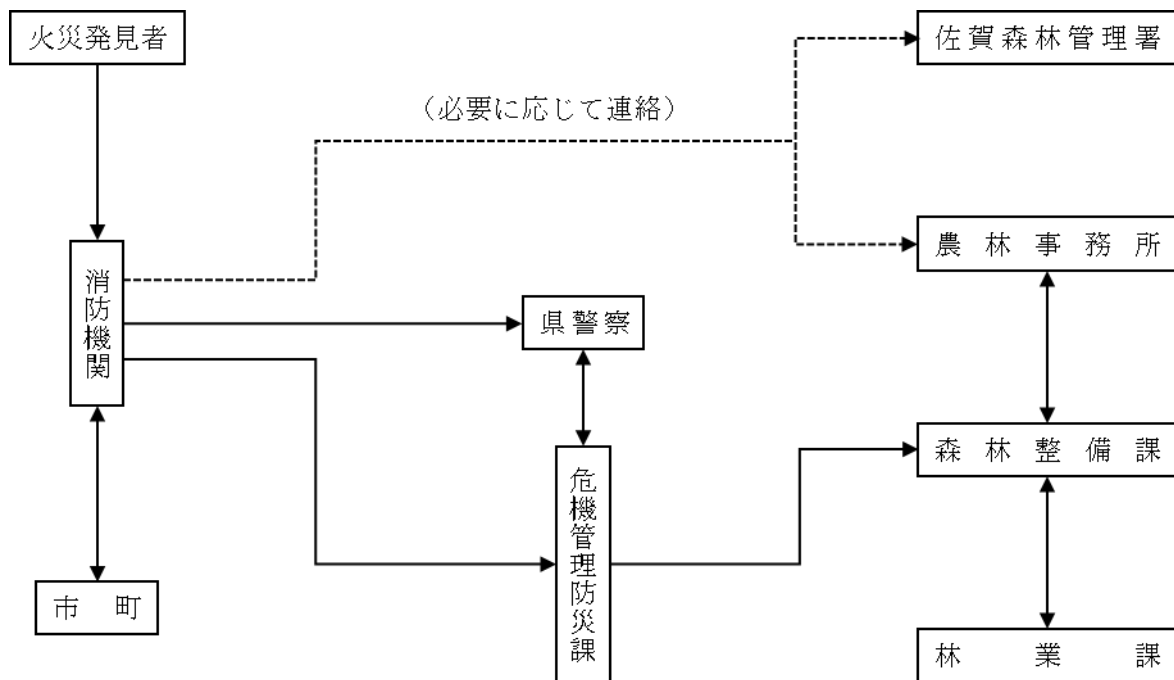 火災発見者
佐賀森林管理署
（必要に応じて連絡）
農林事務所
消防機関
県警察
森林整備課
危機管理防災課
市町
林業課